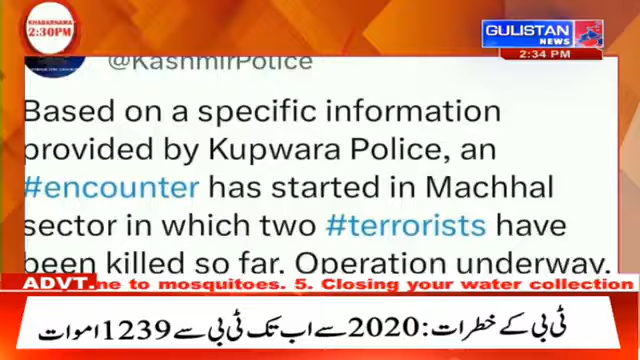 KHABARNAMA
2:30PM
GULISTAN
NEWS
2:34 PM
@KashmirPolice
Based on a specific information
provided by Kupwara Police, an
#encounter has started in Machhal
sector in which two #terrorists have
been killed so far. Operation underway.
ADVT. ne to mosquitoes. 5. Closing your water collection
ٹی بی کے خطرات: 2020 سے اب تک ٹی بی سے 1239 اموات